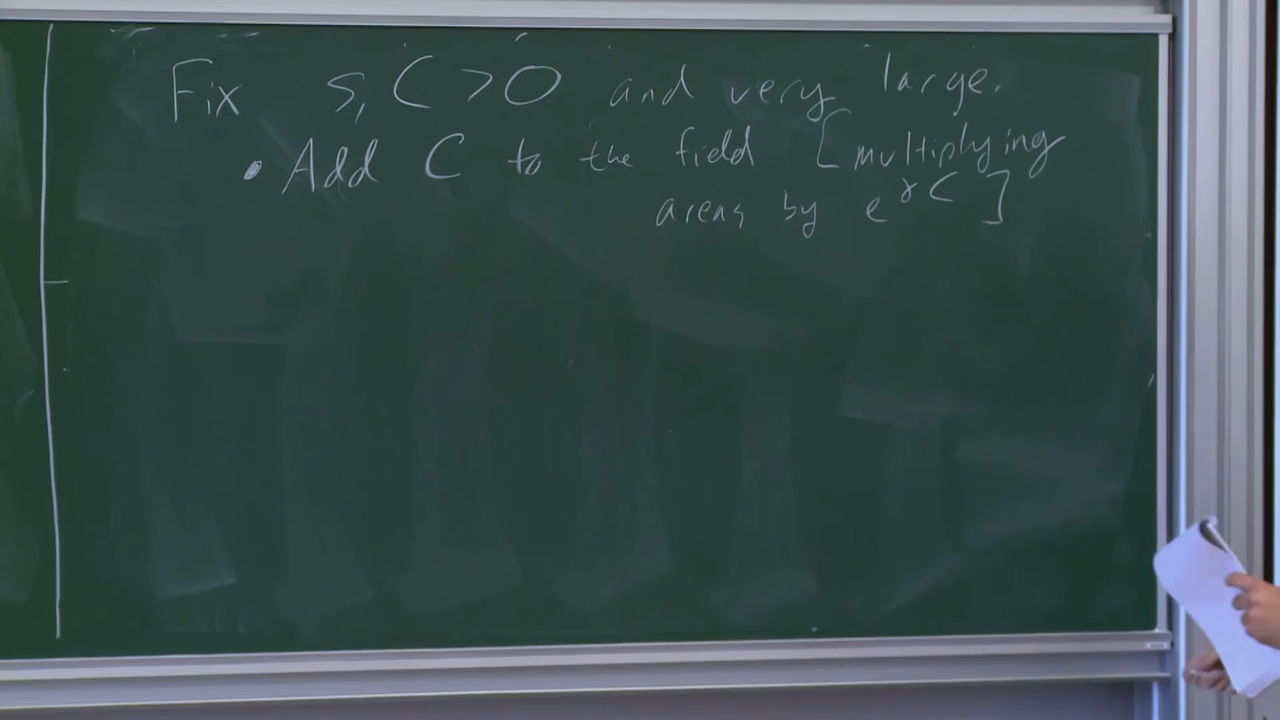 Fix s, C > 0 and very large.
• Add C to the field [multiplying
areas by e^{γC}]